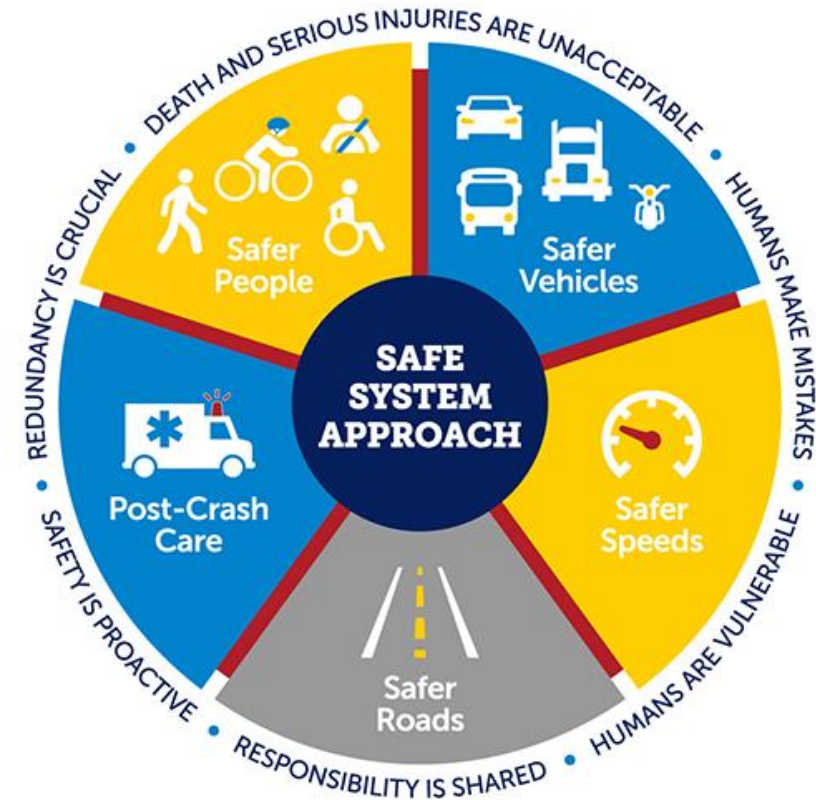 DEATH AND SERIOUS INJURIES ARE UNACCEPTABLE
HUMANS MAKE MISTAKES
HUMANS ARE VULNERABLE
RESPONSIBILITY IS SHARED
SAFETY IS PROACTIVE
REDUNDANCY IS CRUCIAL
Safer
People
Safer
Vehicles
SAFE
SYSTEM
APPROACH
Post-Crash
Care
Safer
Speeds
Safer
Roads